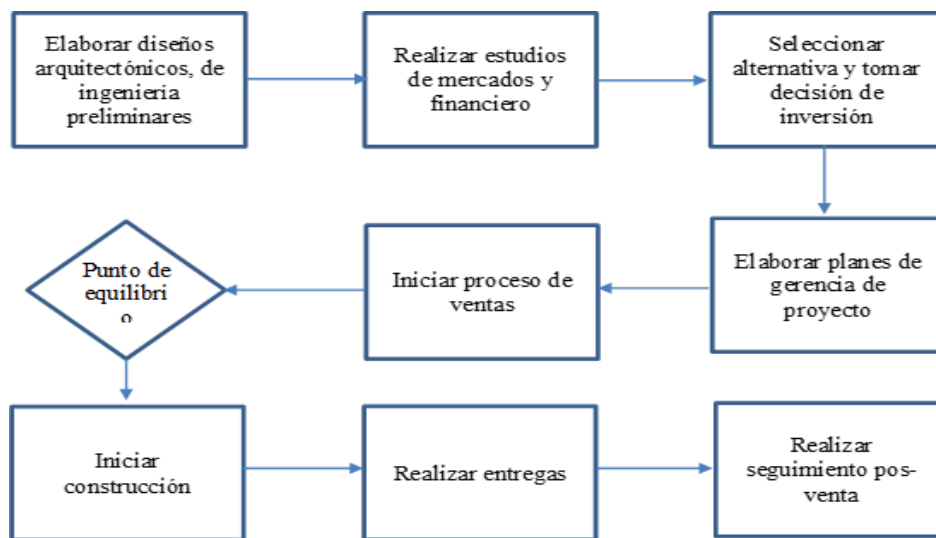 Elaborar diseños
arquitectónicos, de
ingeniería
preliminares
Realizar estudios
de mercados y
financiero
Seleccionar
alternativa y tomar
decisión de
inversión
Elaborar planes de
gerencia de
proyecto
Iniciar proceso de
ventas
Punto de
equilibri
o
Iniciar
construcción
Realizar entregas
Realizar
seguimiento pos-
venta